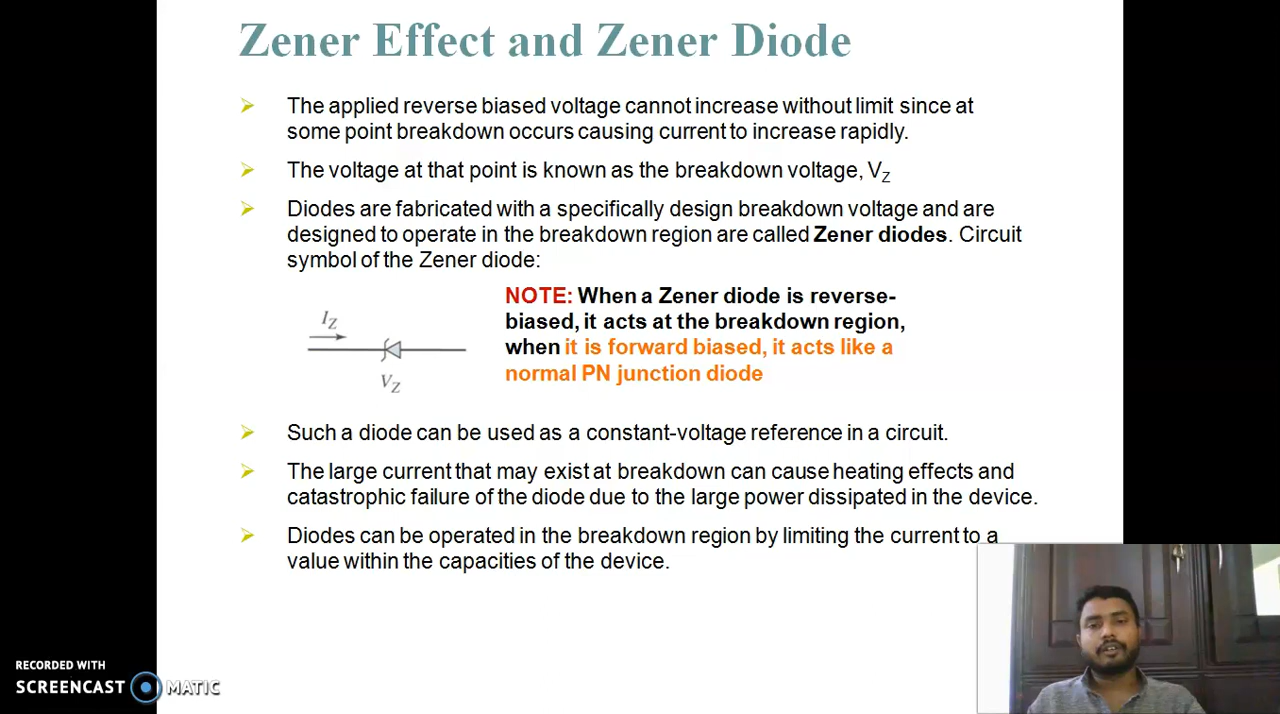 Zener Effect and Zener Diode
The applied reverse biased voltage cannot increase without limit since at
some point breakdown occurs causing current to increase rapidly.
The voltage at that point is known as the breakdown voltage, VZ
Diodes are fabricated with a specifically design breakdown voltage and are
designed to operate in the breakdown region are called Zener diodes. Circuit
symbol of the Zener diode:
IZ
VZ
NOTE: When a Zener diode is reverse-
biased, it acts at the breakdown region,
when it is forward biased, it acts like a
normal PN junction diode
Such a diode can be used as a constant-voltage reference in a circuit.
The large current that may exist at breakdown can cause heating effects and
catastrophic failure of the diode due to the large power dissipated in the device.
Diodes can be operated in the breakdown region by limiting the current to a
value within the capacities of the device.
RECORDED WITH
SCREENCAST MATIC